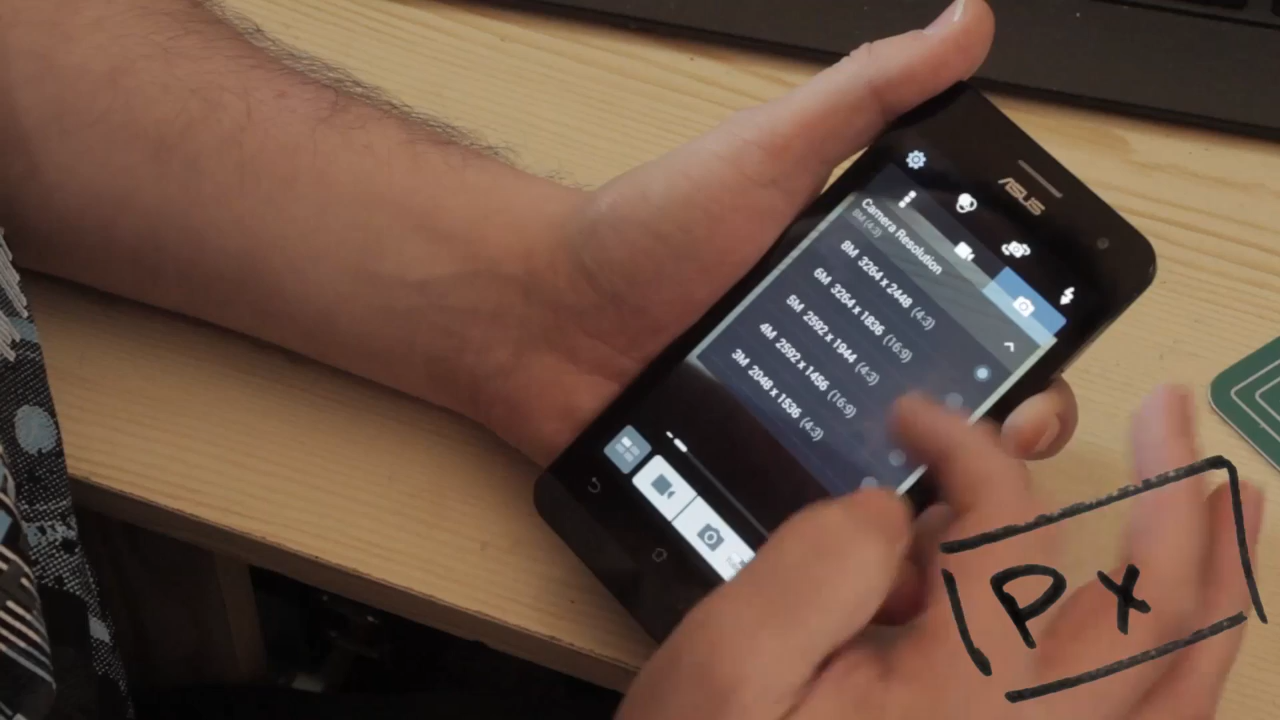 ASUS
Camera Resolution
8M (4:3)
8M 3264 x 2448 (4:3)
6M 3264 x 1836 (16:9)
5M 2592 x 1944 (4:3)
4M 2592 x 1456 (16:9)
3M 2048 x 1536 (4:3)
Px